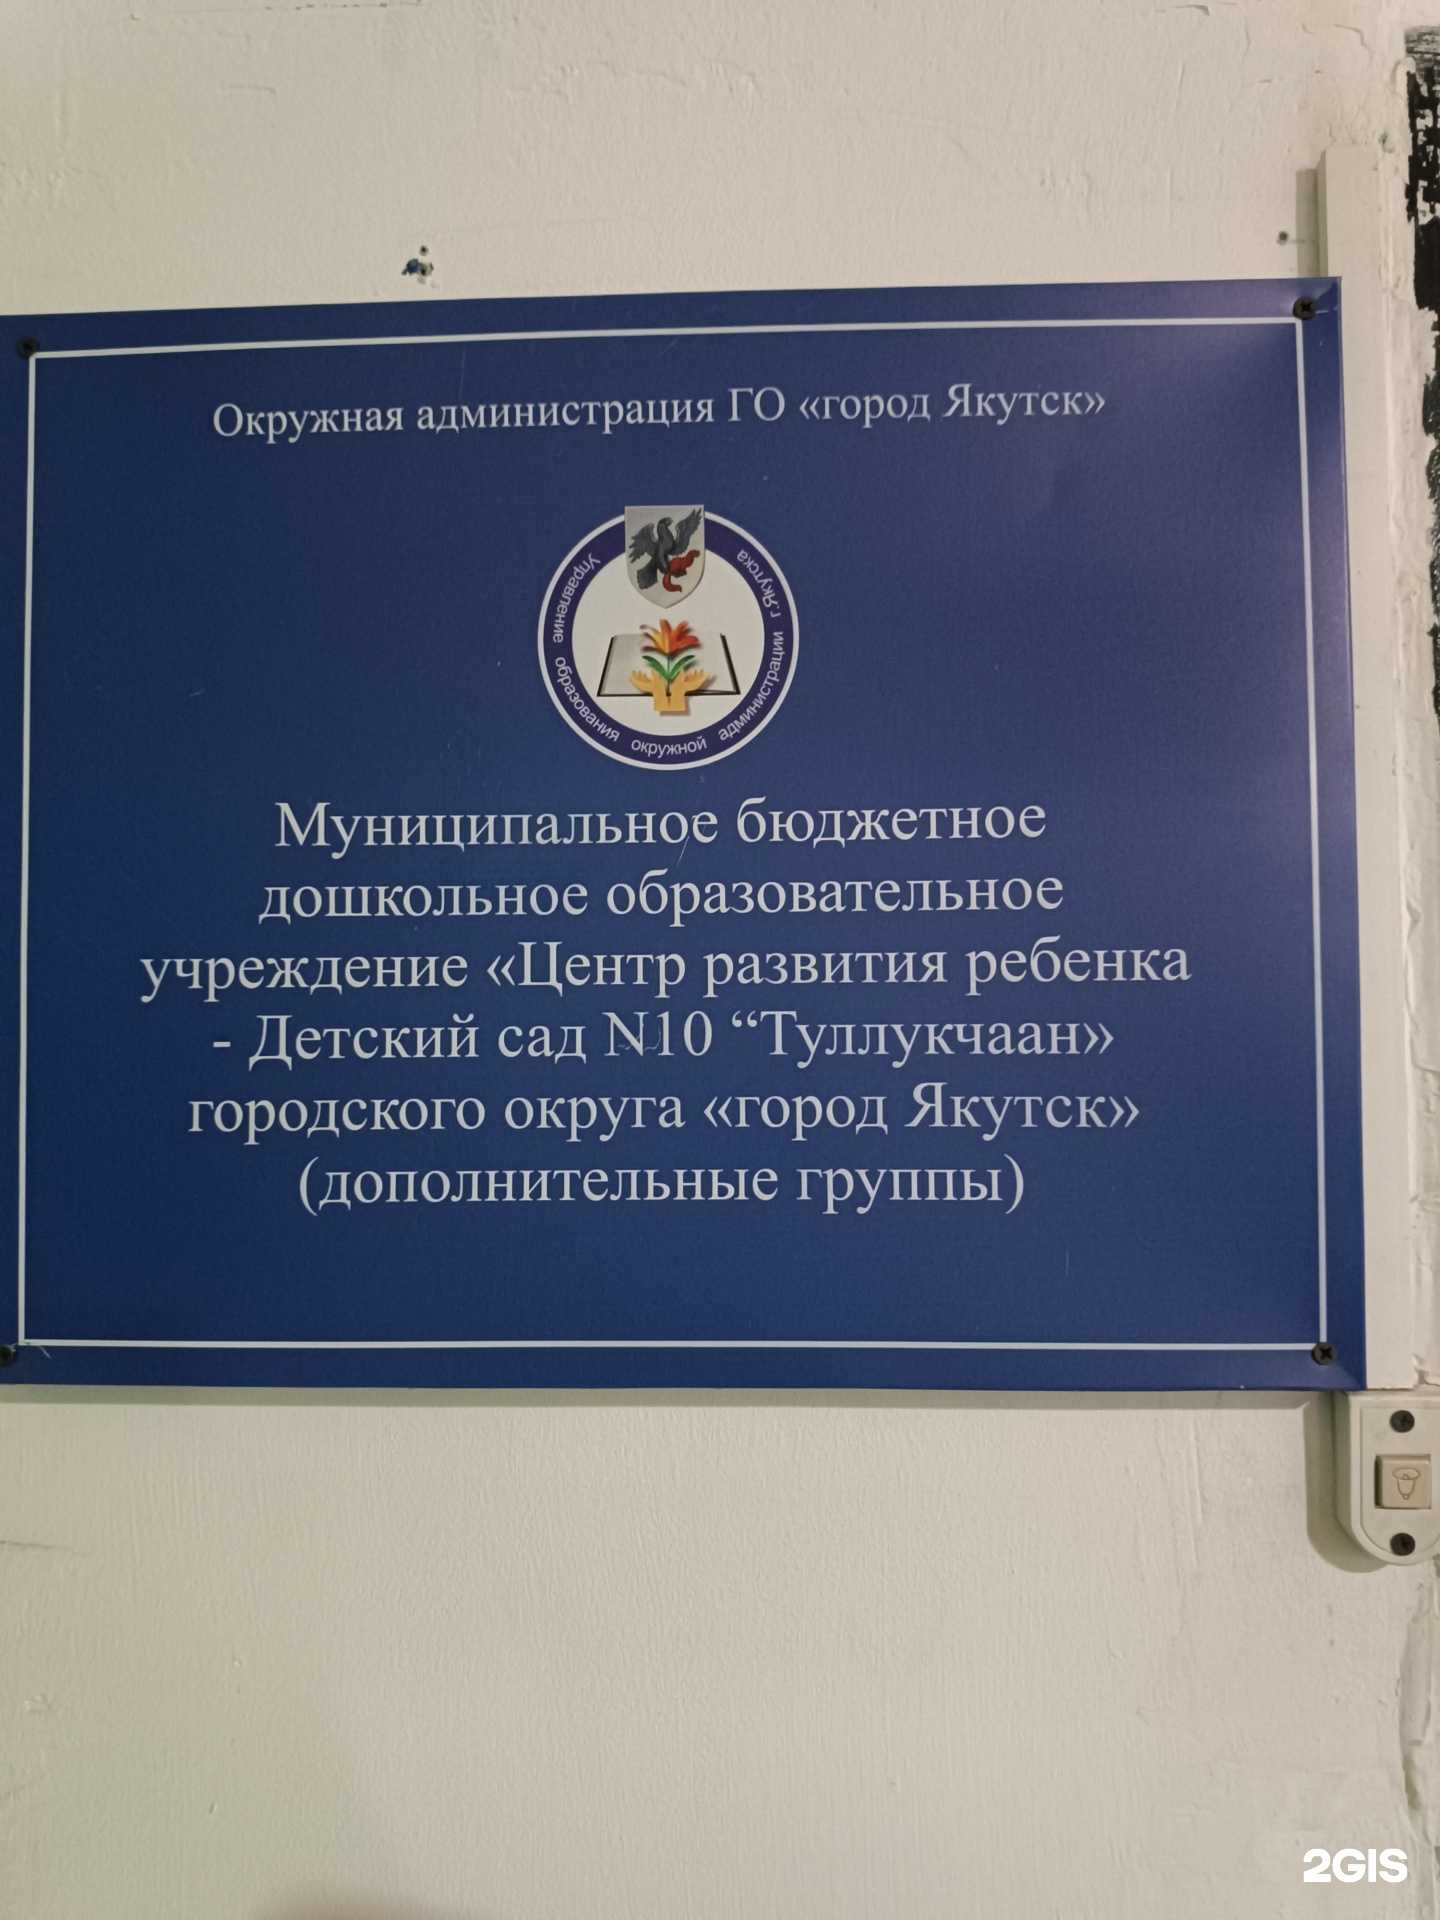 Окружная администрация ГО «город Якутск»
Управление образования окружной администрации г.Якутска
Муниципальное бюджетное
дошкольное образовательное
учреждение «Центр развития ребенка
- Детский сад N10 “Туллукчаан»
городского округа «город Якутск»
(дополнительные группы)
2GIS